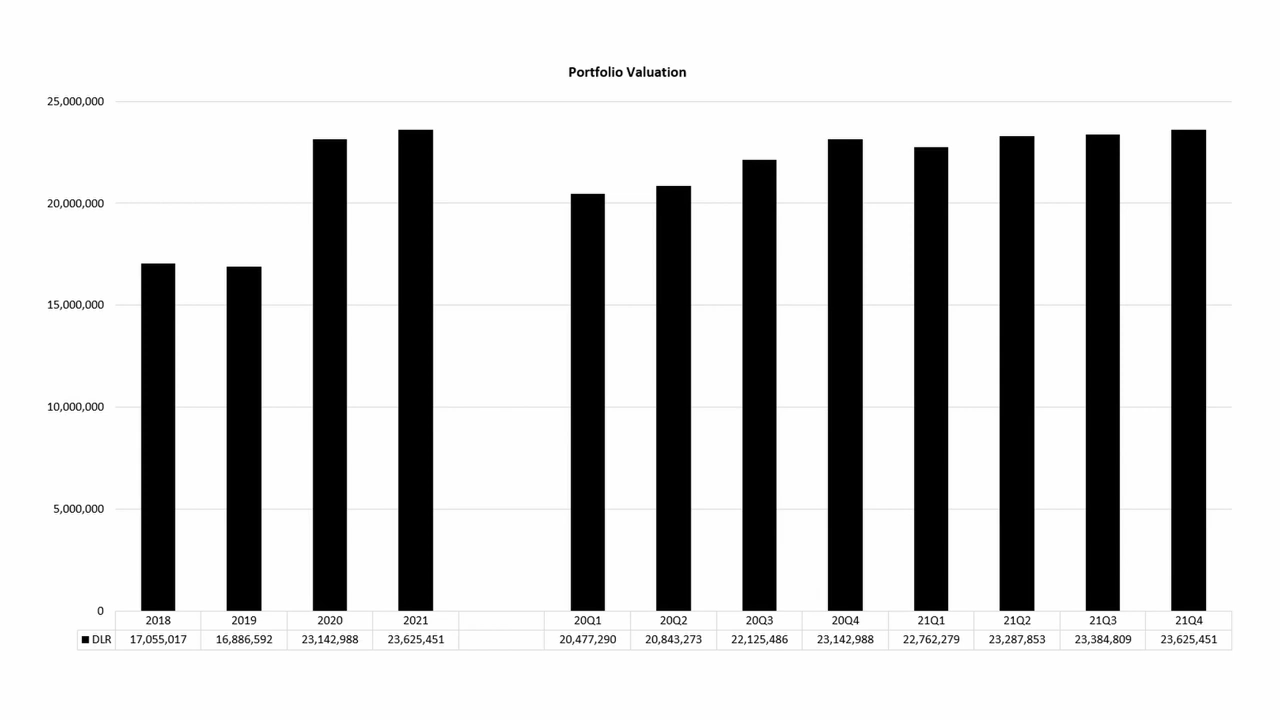 Portfolio Valuation
25,000,000
20,000,000
15,000,000
10,000,000
5,000,000
0
2018 2019 2020 2021 20Q1 20Q2 20Q3 20Q4 21Q1 21Q2 21Q3 21Q4
DLR 17,055,017 16,886,592 23,142,988 23,625,451 20,477,290 20,843,273 22,125,486 23,142,988 22,762,279 23,287,853 23,384,809 23,625,451